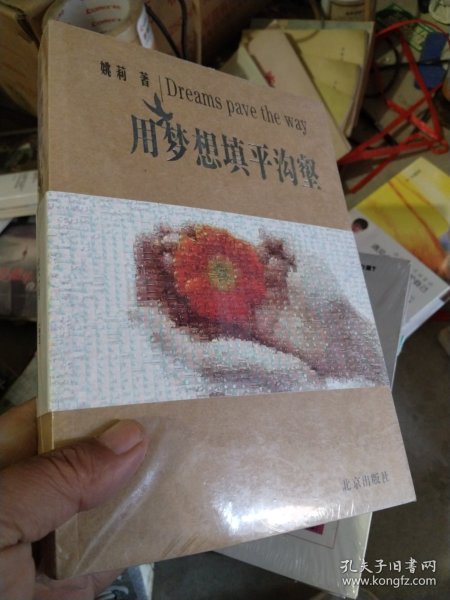 姚莉 著
Dreams pave the way
用梦想填平沟壑
北京出版社
孔夫子旧书网
www.kongfz.com